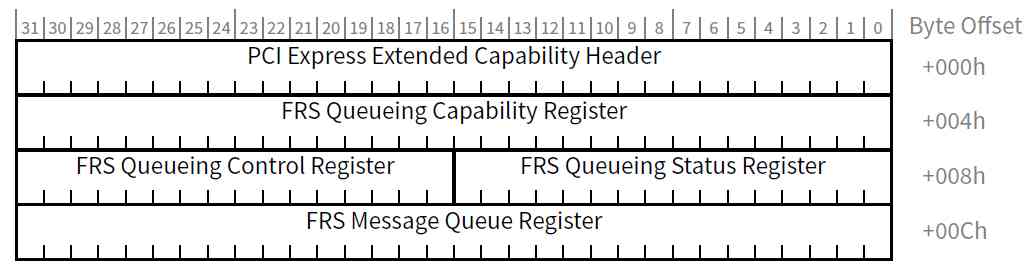 31 30 29 28 27 26 25 24 23 22 21 20 19 18 17 16 15 14 13 12 11 10 9 8 7 6 5 4 3 2 1 0 Byte Offset
PCI Express Extended Capability Header +000h
FRS Queueing Capability Register +004h
FRS Queueing Control Register FRS Queueing Status Register +008h
FRS Message Queue Register +00Ch